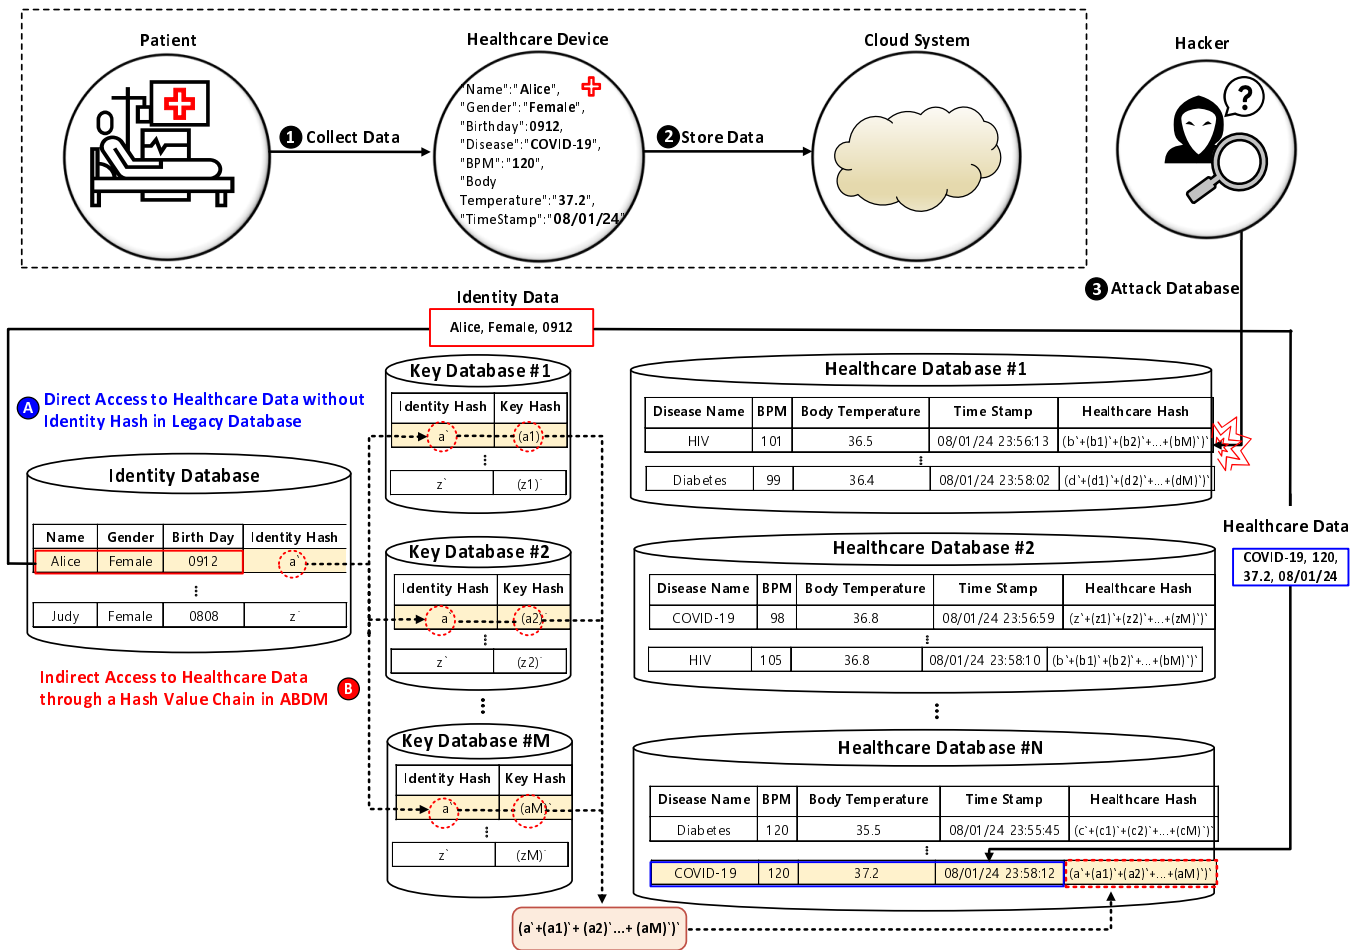 Patient
Healthcare Device
Cloud System
Hacker
"Name":"Alice",
"Gender":"Female",
"Birthday":0912,
"Disease":"COVID-19",
"BPM":"120",
"Body
Temperature":"37.2",
"TimeStamp":"08/01/24"
1 Collect Data
2 Store Data
?
3 Attack Database
Identity Data
Alice, Female, 0912
A Direct Access to Healthcare Data without
Identity Hash in Legacy Database
Identity Database
Name Gender Birth Day Identity Hash
Alice Female 0912 a`
⋮
Judy Female 0808 z`
Indirect Access to Healthcare Data
through a Hash Value Chain in ABDM B
Key Database #1
Identity Hash Key Hash
a` (a1)`
⋮
z` (z1)`
Key Database #2
Identity Hash Key Hash
a` (a2)`
⋮
z` (z2)`
⋮
Key Database #M
Identity Hash Key Hash
a` (aM)`
⋮
z` (zM)`
(a`+(a1)`+ (a2)`...+ (aM)`)`
Healthcare Database #1
Disease Name BPM Body Temperature Time Stamp Healthcare Hash
HIV 101 36.5 08/01/24 23:56:13 (b`+(b1)`+(b2)`+...+(bM)`)`
⋮
Diabetes 99 36.4 08/01/24 23:58:02 (d`+(d1)`+(d2)`+...+(dM)`)`
Healthcare Database #2
Disease Name BPM Body Temperature Time Stamp Healthcare Hash
COVID-19 98 36.8 08/01/24 23:56:59 (z`+(z1)`+(z2)`+...+(zM)`)`
⋮
HIV 105 36.8 08/01/24 23:58:10 (b`+(b1)`+(b2)`+...+(bM)`)`
⋮
Healthcare Database #N
Disease Name BPM Body Temperature Time Stamp Healthcare Hash
Diabetes 120 35.5 08/01/24 23:55:45 (c`+(c1)`+(c2)`+...+(cM)`)`
⋮
COVID-19 120 37.2 08/01/24 23:58:12 (a`+(a1)`+(a2)`+...+(aM)`)`
Healthcare Data
COVID-19, 120,
37.2, 08/01/24